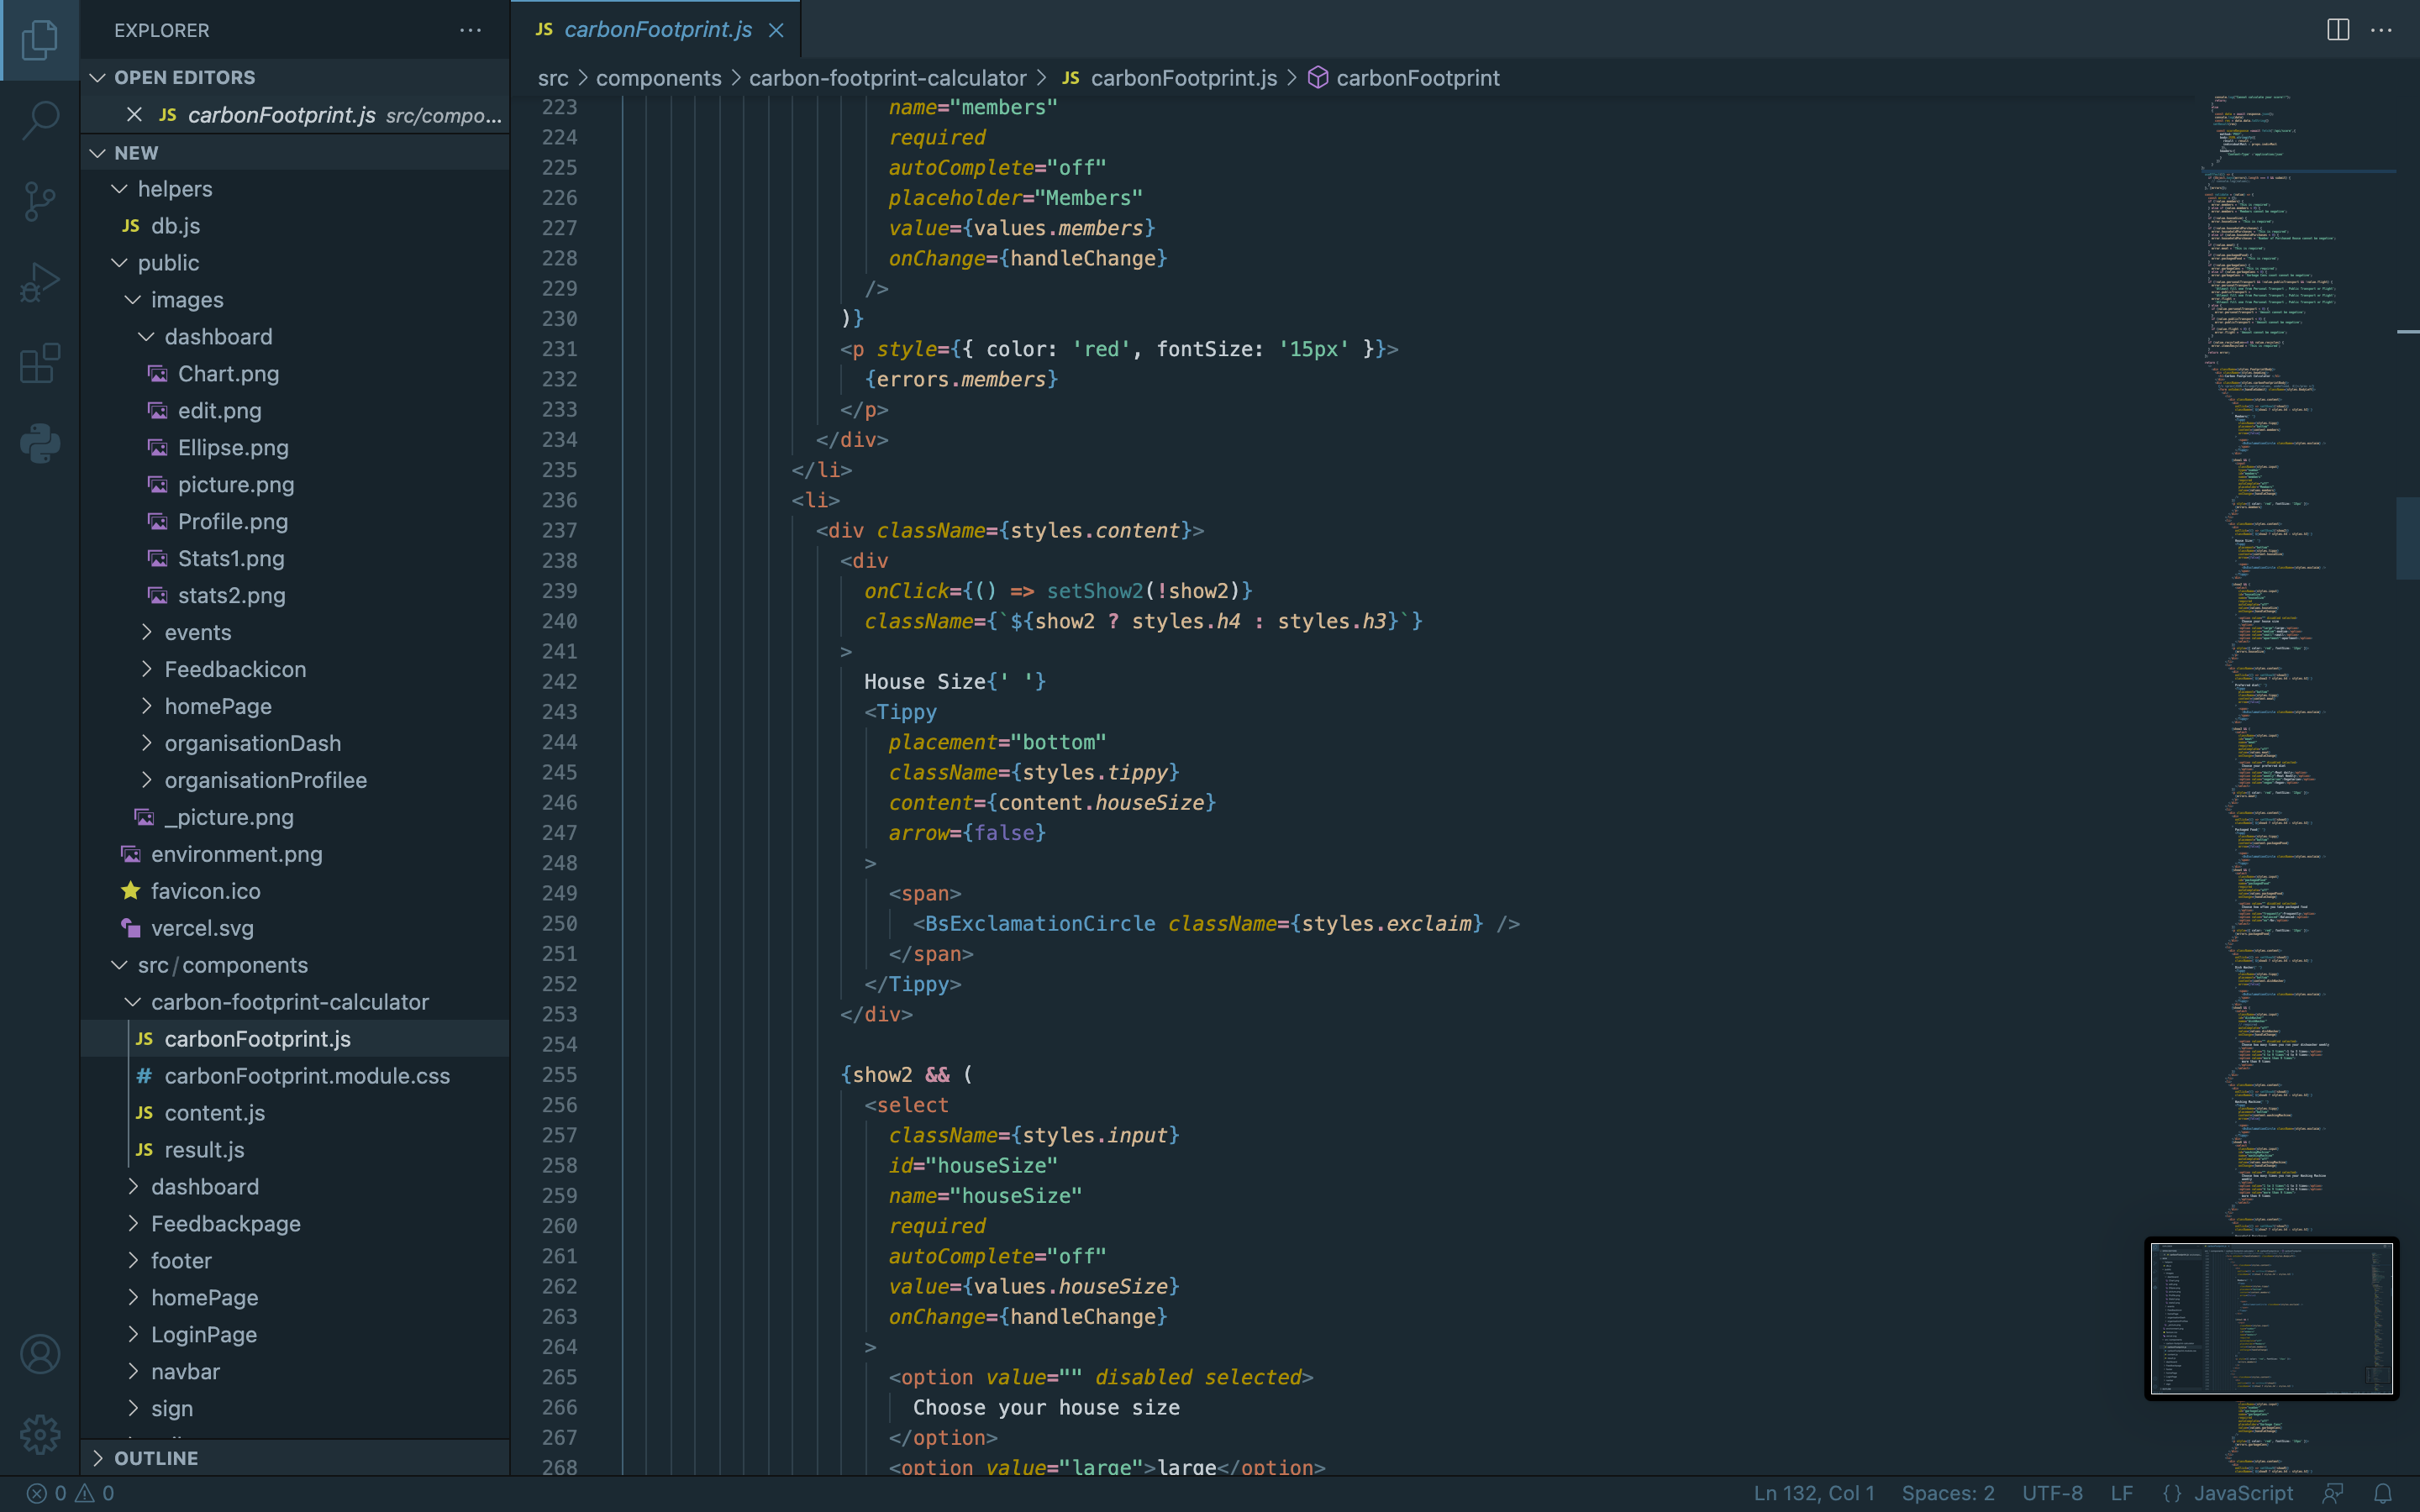 EXPLORER
OPEN EDITORS
JS carbonFootprint.js src/compo...
NEW
helpers
JS db.js
public
images
dashboard
Chart.png
edit.png
Ellipse.png
picture.png
Profile.png
Stats1.png
stats2.png
events
Feedbackicon
homePage
organisationDash
organisationProfilee
_picture.png
environment.png
favicon.ico
vercel.svg
src/components
carbon-footprint-calculator
JS carbonFootprint.js
# carbonFootprint.module.css
JS content.js
JS result.js
dashboard
Feedbackpage
footer
homePage
LoginPage
navbar
sign
OUTLINE
JS carbonFootprint.js
src > components > carbon-footprint-calculator > JS carbonFootprint.js > carbonFootprint
223 name="members"
224 required
225 autoComplete="off"
226 placeholder="Members"
227 value={values.members}
228 onChange={handleChange}
229 />
230 )}
231 <p style={{ color: 'red', fontSize: '15px' }}>
232 {errors.members}
233 </p>
234 </div>
235 </li>
236 <li>
237 <div className={styles.content}>
238 <div
239 onClick={() => setShow2(!show2)}
240 className={`${show2 ? styles.h4 : styles.h3}`}
241 >
242 House Size{' '}
243 <Tippy
244 placement="bottom"
245 className={styles.tippy}
246 content={content.houseSize}
247 arrow={false}
248 >
249 <span>
250 <BsExclamationCircle className={styles.exclaim} />
251 </span>
252 </Tippy>
253 </div>
254
255 {show2 && (
256 <select
257 className={styles.input}
258 id="houseSize"
259 name="houseSize"
260 required
261 autoComplete="off"
262 value={values.houseSize}
263 onChange={handleChange}
264 >
265 <option value="" disabled selected>
266 Choose your house size
267 </option>
268 <option value="large">large</option>
0 0
Ln 132, Col 1 Spaces: 2 UTF-8 LF {} JavaScript